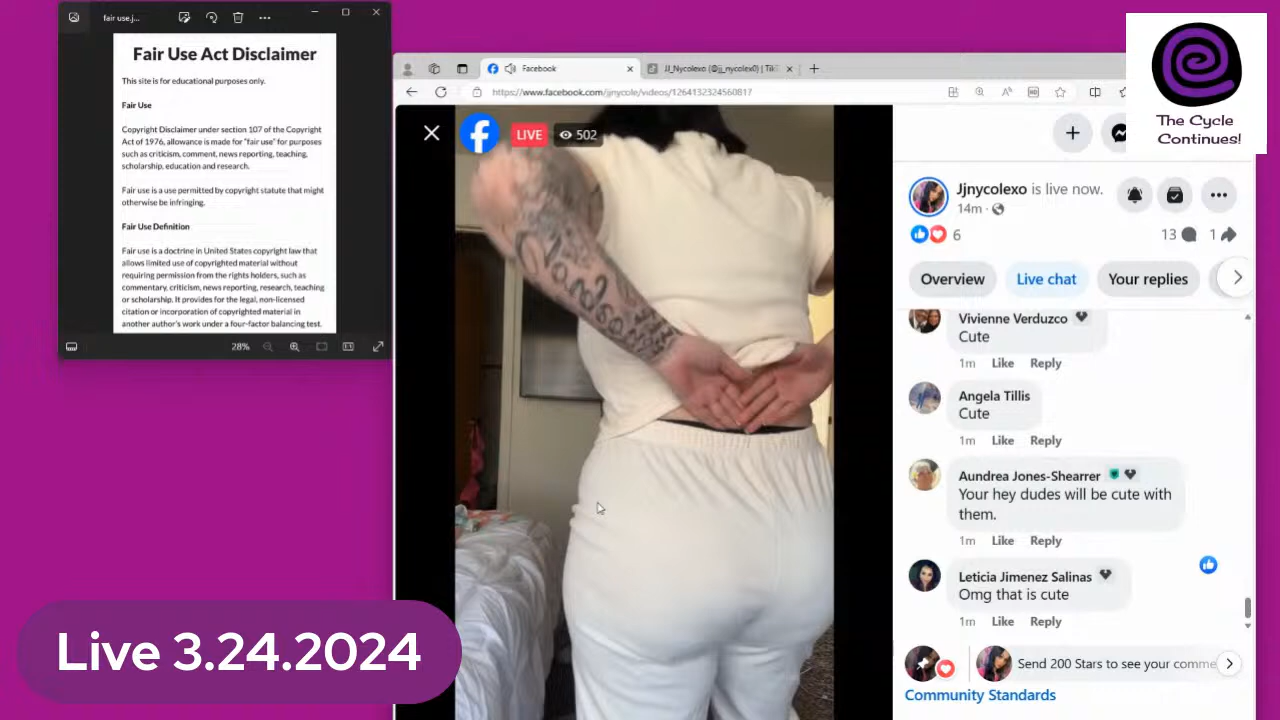 fair use.j...
Fair Use Act Disclaimer
This site is for educational purposes only.
Fair Use
Copyright Disclaimer under section 107 of the Copyright
Act of 1976, allowance is made for "fair use" for purposes
such as criticism, comment, news reporting, teaching,
scholarship, education and research.
Fair use is a use permitted by copyright statute that might
otherwise be infringing.
Fair Use Definition
Fair use is a doctrine in United States copyright law that
allows limited use of copyrighted material without
requiring permission from the rights holders, such as
commentary, criticism, news reporting, research, teaching
or scholarship. It provides for the legal, non-licensed
citation or incorporation of copyrighted material in
another author's work under a four-factor balancing test.
28%
Facebook
JJ_Nycolexo (@jj_nycolex0) | Tik
https://www.facebook.com/jjnycole/videos/1264132324560817
The Cycle
Continues!
LIVE
502
Jjnycolexo is live now.
14m
6
13
1
Overview
Live chat
Your replies
Vivienne Verduzco
Cute
1m Like Reply
Angela Tillis
Cute
1m Like Reply
Aundrea Jones-Shearrer
Your hey dudes will be cute with
them.
1m Like Reply
Leticia Jimenez Salinas
Omg that is cute
1m Like Reply
Send 200 Stars to see your comme
Community Standards
Live 3.24.2024